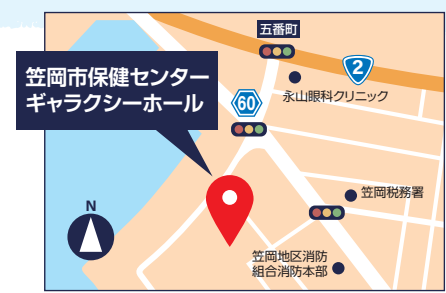 五番町
2
笠岡市保健センター
ギャラクシーホール
60
永山眼科クリニック
笠岡税務署
N
笠岡地区消防
組合消防本部